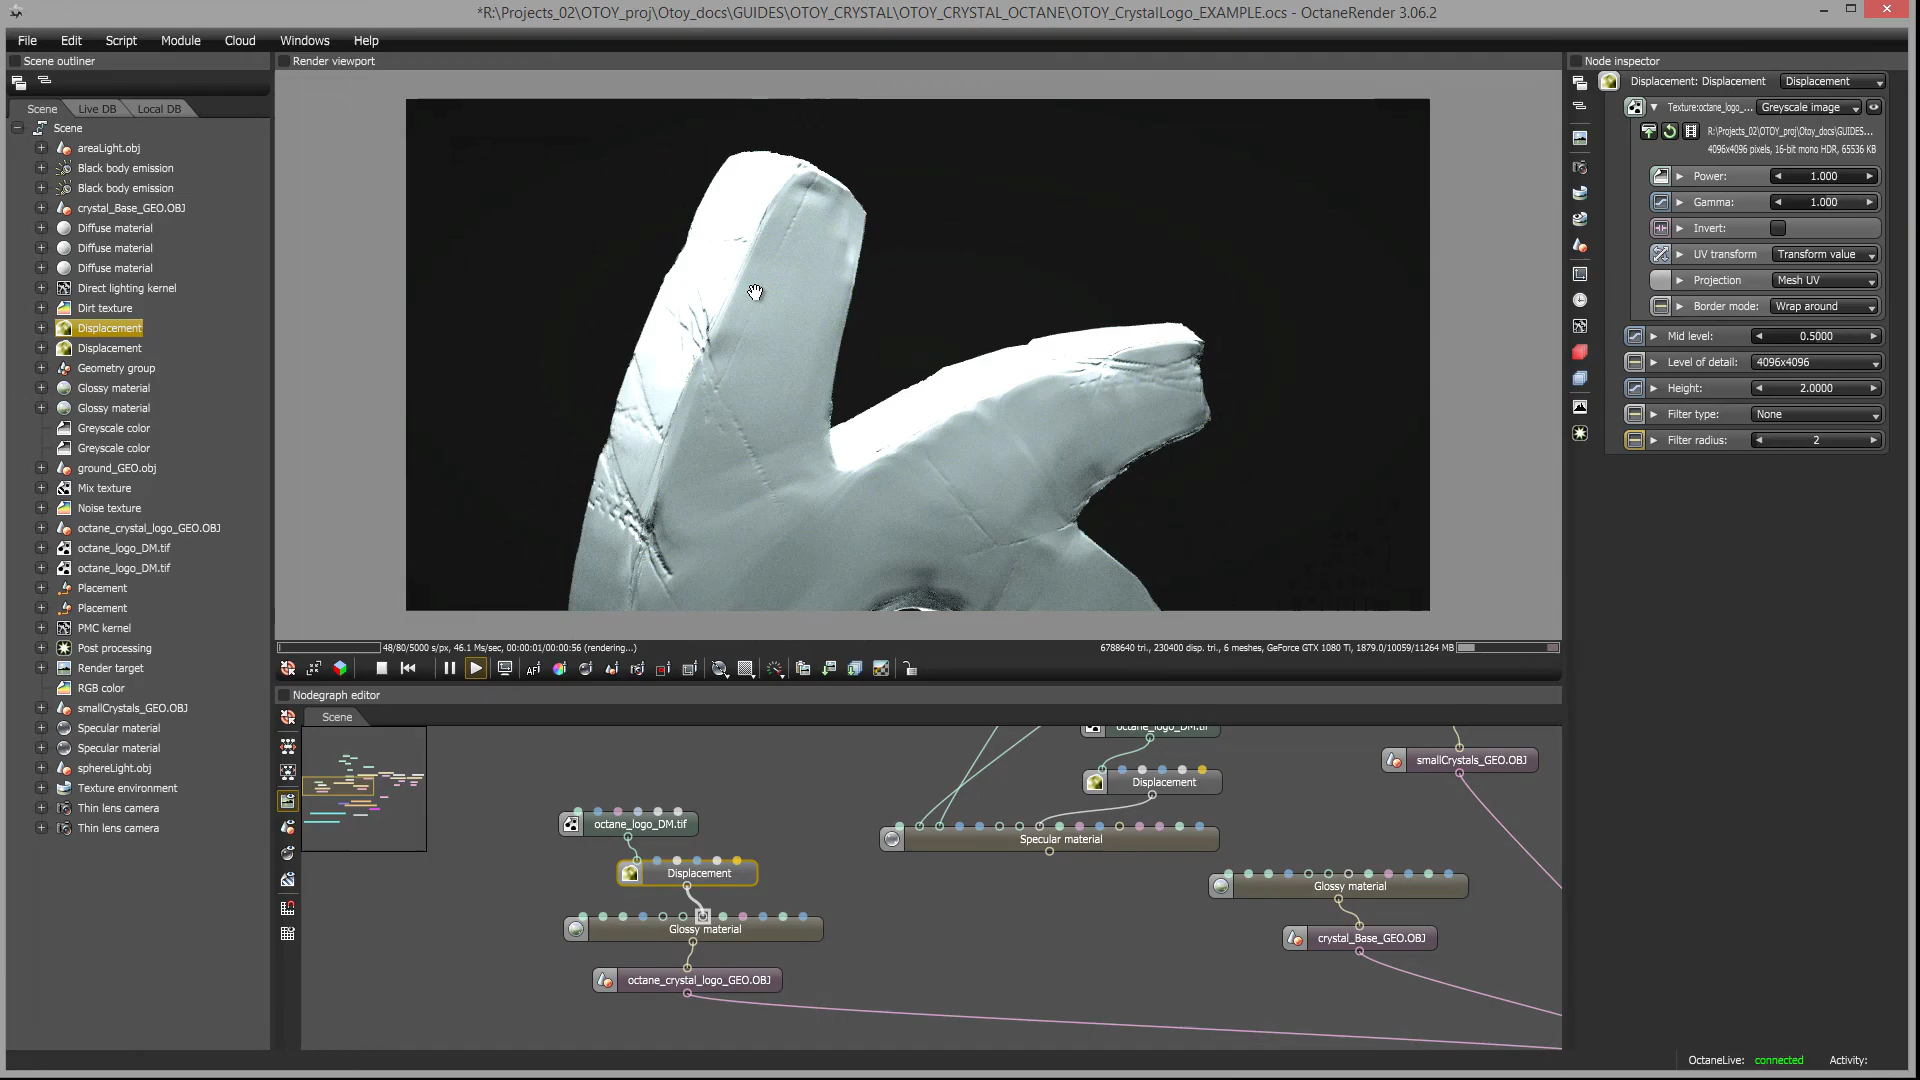 *R:\Projects_02\OTOY_proj\Otoy_docs\GUIDES\OTOY_CRYSTAL\OTOY_CRYSTAL_OCTANE\OTOY_CrystalLogo_EXAMPLE.ocs - OctaneRender 3.06.2
File Edit Script Module Cloud Windows Help
Scene outliner
Scene Live DB Local DB
Scene
areaLight.obj
Black body emission
Black body emission
crystal_Base_GEO.OBJ
Diffuse material
Diffuse material
Diffuse material
Direct lighting kernel
Dirt texture
Displacement
Displacement
Geometry group
Glossy material
Glossy material
Greyscale color
Greyscale color
ground_GEO.obj
Mix texture
Noise texture
octane_crystal_logo_GEO.OBJ
octane_logo_DM.tif
octane_logo_DM.tif
Placement
Placement
PMC kernel
Post processing
Render target
RGB color
smallCrystals_GEO.OBJ
Specular material
Specular material
sphereLight.obj
Texture environment
Thin lens camera
Thin lens camera
Render viewport
48/80/5000 s/px, 46.1 Ms/sec, 00:00:01/00:00:56 (rendering...)
6788640 tri., 230400 disp. tri., 6 meshes, GeForce GTX 1080 Ti, 1879.0/10059/11264 MB
AF
Nodegraph editor
Scene
octane_logo_DM.tif
Displacement
Specular material
smallCrystals_GEO.OBJ
octane_logo_DM.tif
Displacement
Glossy material
octane_crystal_logo_GEO.OBJ
Glossy material
crystal_Base_GEO.OBJ
Node inspector
Displacement: Displacement Displacement
Texture:octane_logo_... Greyscale image
R:\Projects_02\OTOY_proj\Otoy_docs\GUIDES...
4096x4096 pixels, 16-bit mono HDR, 65536 KB
Power: 1.000
Gamma: 1.000
Invert:
UV transform Transform value
Projection Mesh UV
Border mode: Wrap around
Mid level: 0.5000
Level of detail: 4096x4096
Height: 2.0000
Filter type: None
Filter radius: 2
OctaneLive: connected Activity: